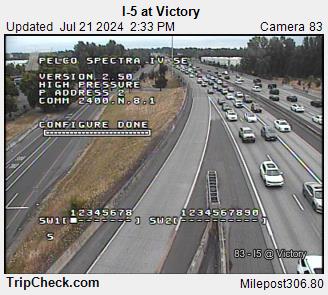 I-5 at Victory
Updated Jul 21 2024 2:33 PM Camera 83
PELCO SPECTRA IV SE
VERSION 2.50
HIGH PRESSURE
P ADDRESS 2
COMM 2400.N.8.1
CONFIGURE DONE
12345678 1234567890
SW1[ ] SW2[ ]
S
83 - I5 @ Victory
TripCheck.com Milepost306.80